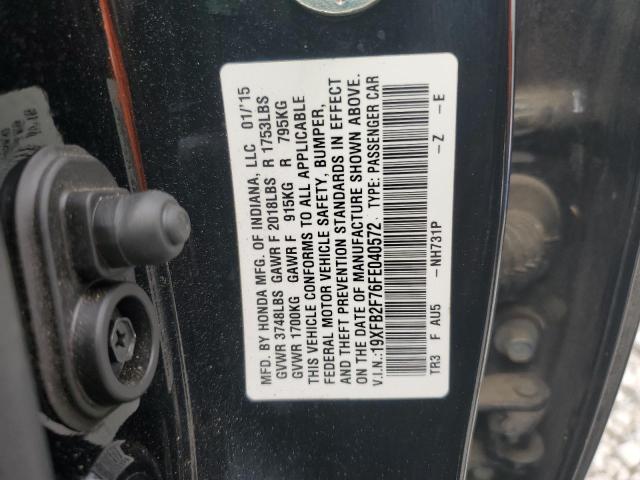 MFD. BY HONDA MFG. OF INDIANA, LLC 01/'15
GVWR 3748LBS GAWR F 2018LBS R 1753LBS
GVWR 1700KG GAWR F 915KG R 795KG
THIS VEHICLE CONFORMS TO ALL APPLICABLE
FEDERAL MOTOR VEHICLE SAFETY, BUMPER,
AND THEFT PREVENTION STANDARDS IN EFFECT
ON THE DATE OF MANUFACTURE SHOWN ABOVE.
V.I.N.:19XFB2F76FE040572 TYPE: PASSENGER CAR
TR3 F AU5 -NH731P -Z -E